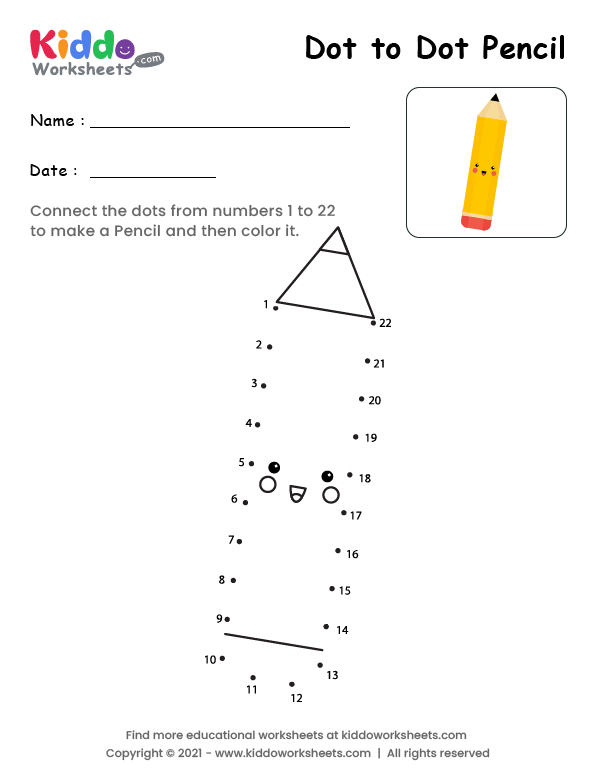 Kiddo
Worksheets
.com
Dot to Dot Pencil
Name :
Date :
Connect the dots from numbers 1 to 22
to make a Pencil and then color it.
1
22
2
21
3
20
4
19
5
18
6
17
7
16
8
15
9
14
10
13
11
12
Find more educational worksheets at kiddoworksheets.com
Copyright © 2021 - www.kiddoworksheets.com | All rights reserved